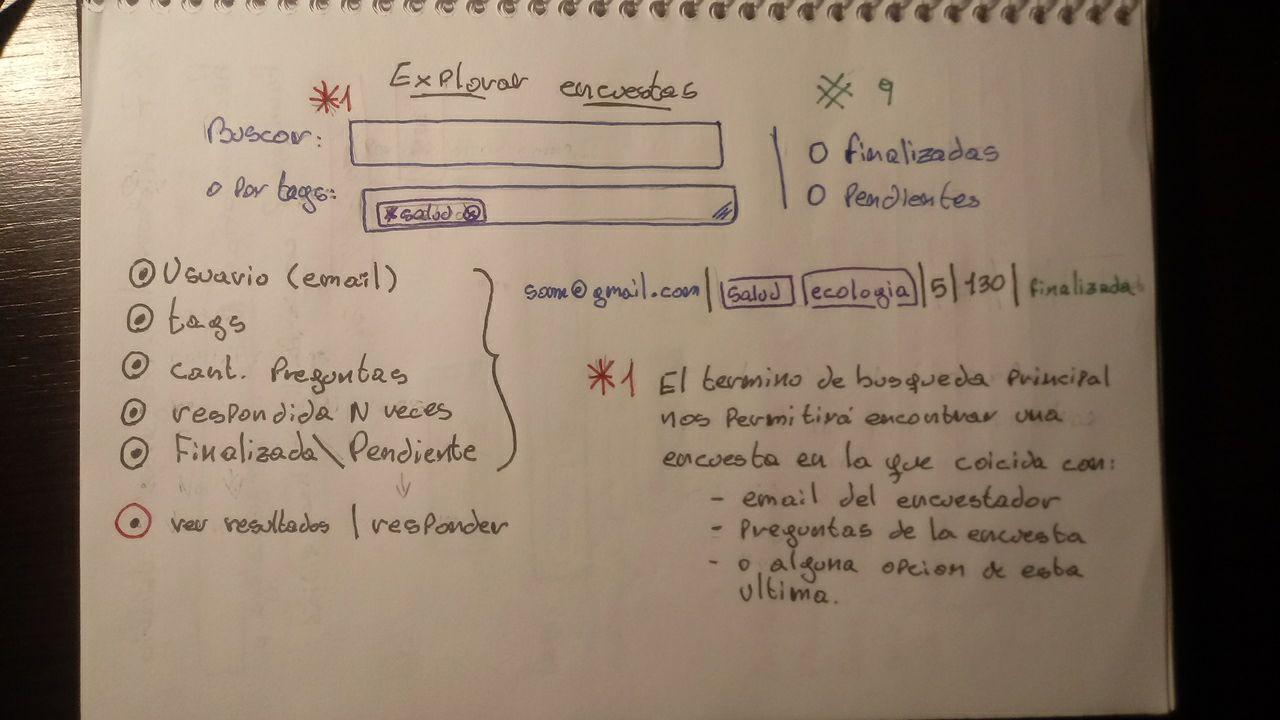 Explorar encuestas
*1
# 9
Buscar:
o por tags:
*salud
O finalizadas
O Pendientes
Usuario (email)
tags
cant. Preguntas
respondida N veces
Finalizada\Pendiente
ver resultados | responder
some@gmail.com | salud ecologia | 5 | 130 | finalizada
*1 El termino de busqueda principal
nos permitirá encontrar una
encuesta en la que coicida con:
- email del encuestador
- Preguntas de la encuesta
- o alguna opcion de esta
ultima.